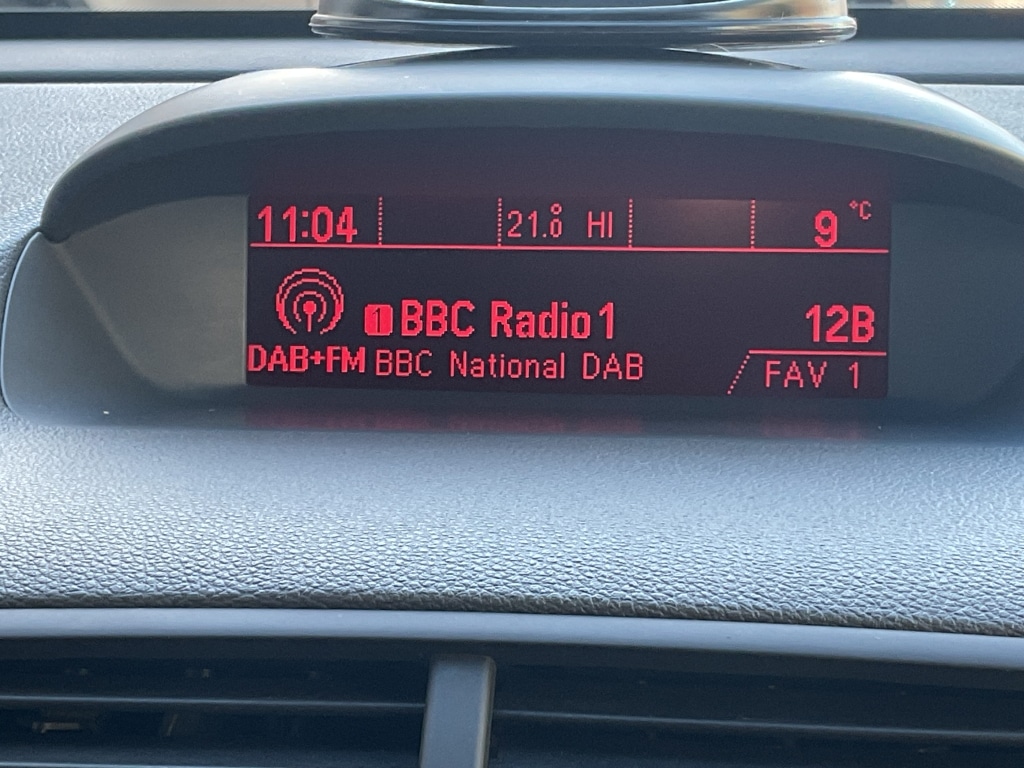 11:04 21.0° HI 9 °C
1 BBC Radio 1 12B
DAB+FM BBC National DAB FAV 1